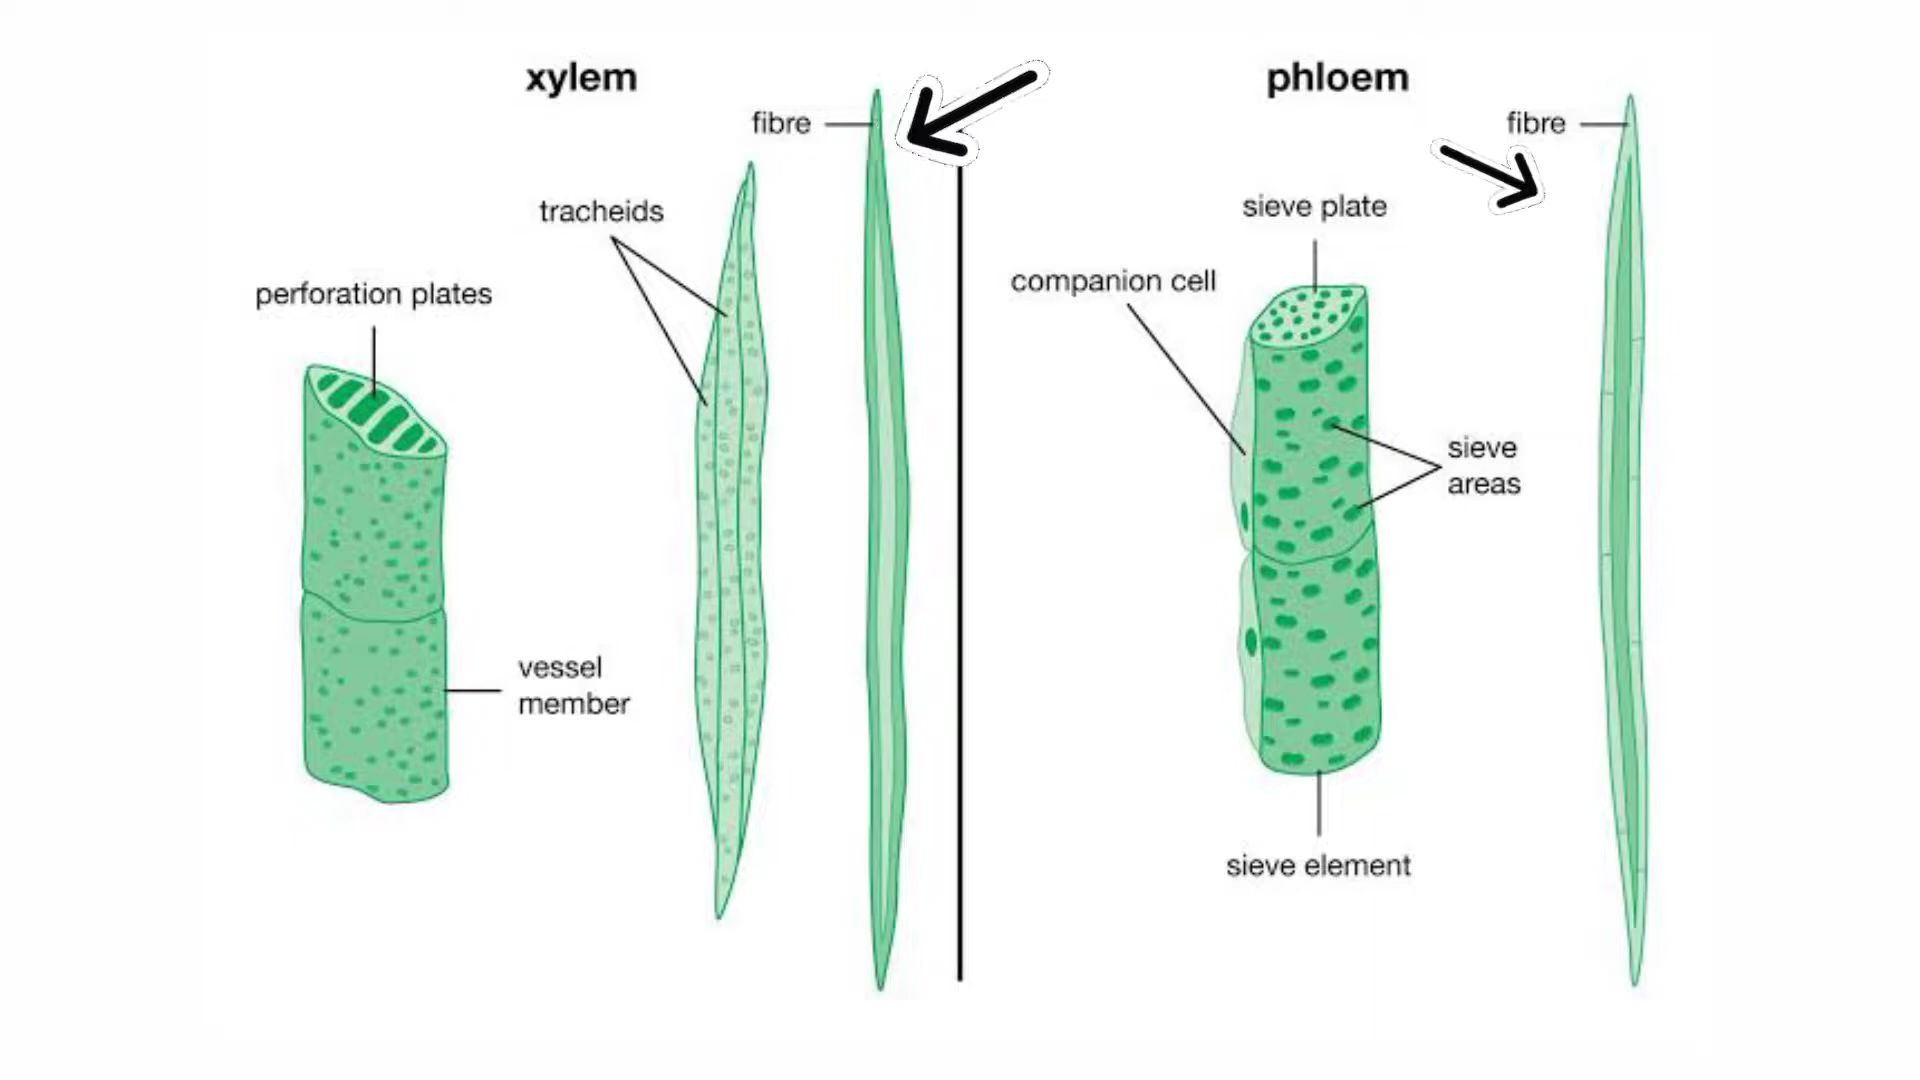 xylem
fibre
tracheids
perforation plates
vessel
member
phloem
fibre
sieve plate
companion cell
sieve
areas
sieve element